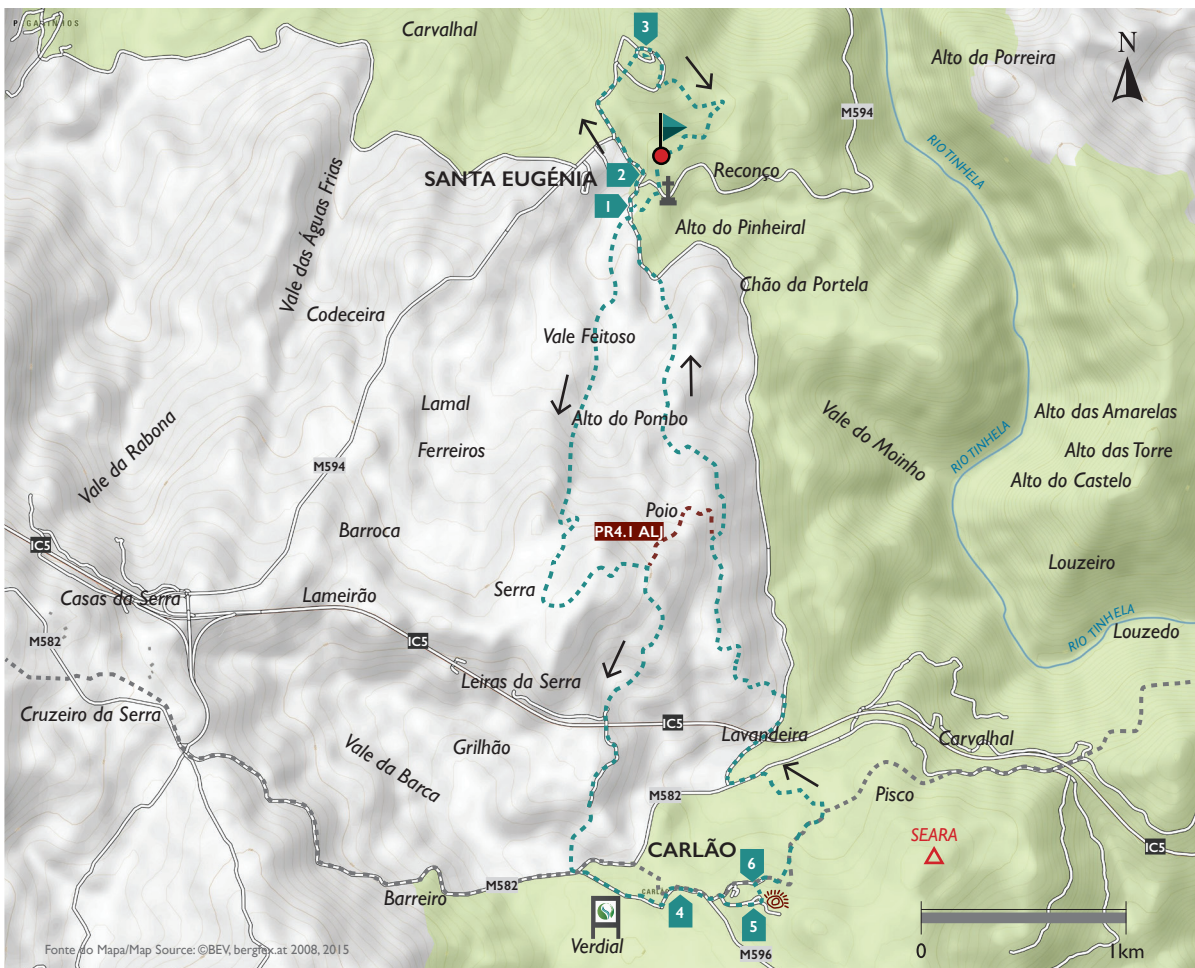 P GARINHOS
Carvalhal
3
Alto da Porreira
N
M594
RIO TINHELA
Vale das Águas Frias
SANTA EUGÉNIA
2
Reconço
1
Alto do Pinheiral
Chão da Portela
Codeceira
Vale Feitoso
Lamal
Alto do Pombo
Vale do Moinho
Alto das Amarelas
Vale da Rabona
Ferreiros
RIO TINHELA
Alto das Torre
M594
Alto do Castelo
Poio
Barroca
PR4.1 ALJ
IC5
Louzeiro
Casas da Serra
Lameirão
Serra
RIO TINHELA
M582
IC5
Louzedo
Leiras da Serra
Cruzeiro da Serra
IC5
Lavandeira
Carvalhal
Grilhão
Vale da Barca
M582
Pisco
SEARA
CARLÃO
IC5
6
M582
Barreiro
CARLÃO
4
5
Verdial
M596
0
1km
Fonte do Mapa/Map Source: ©BEV, bergfex.at 2008, 2015